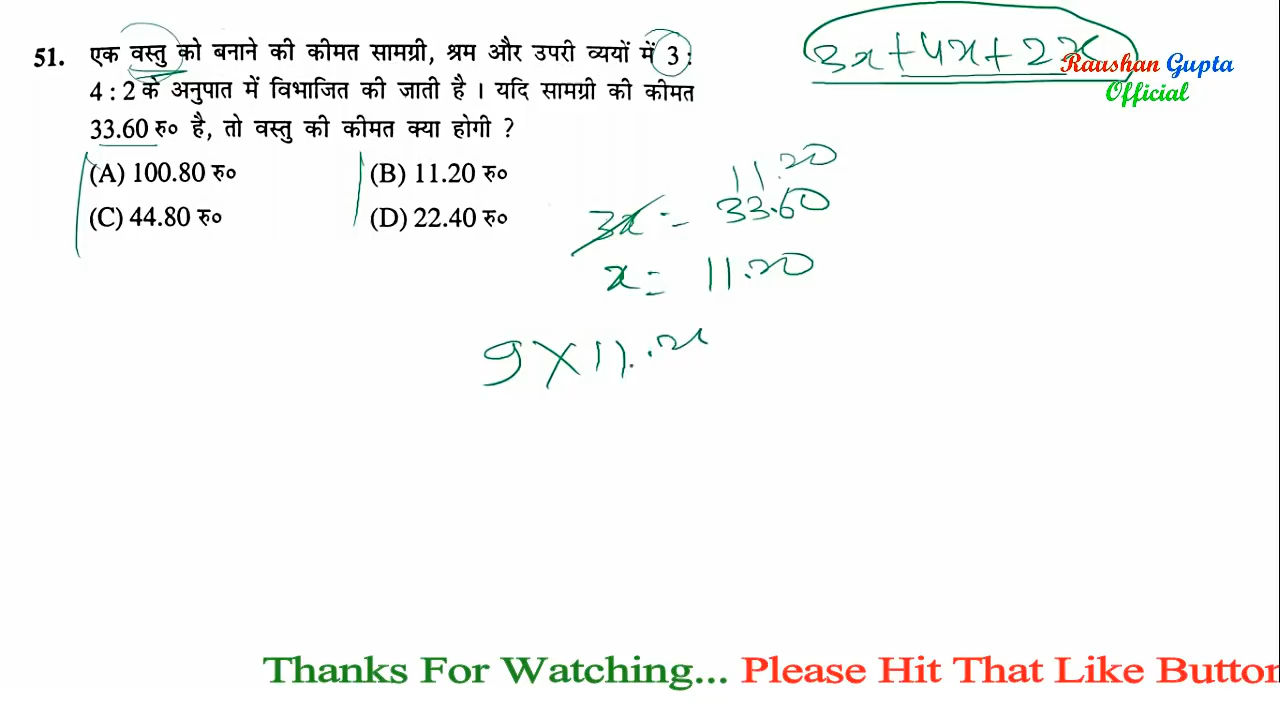 51. एक वस्तु को बनाने की कीमत सामग्री, श्रम और उपरी व्ययों में 3 :
4 : 2 के अनुपात में विभाजित की जाती है । यदि सामग्री की कीमत
33.60 रु० है, तो वस्तु की कीमत क्या होगी ?
(A) 100.80 रु० (B) 11.20 रु०
(C) 44.80 रु० (D) 22.40 रु०
3x+4x+2x
Raushan Gupta
Official
11.20
3x = 33.60
x = 11.20
9 × 11.20
Thanks For Watching... Please Hit That Like Button